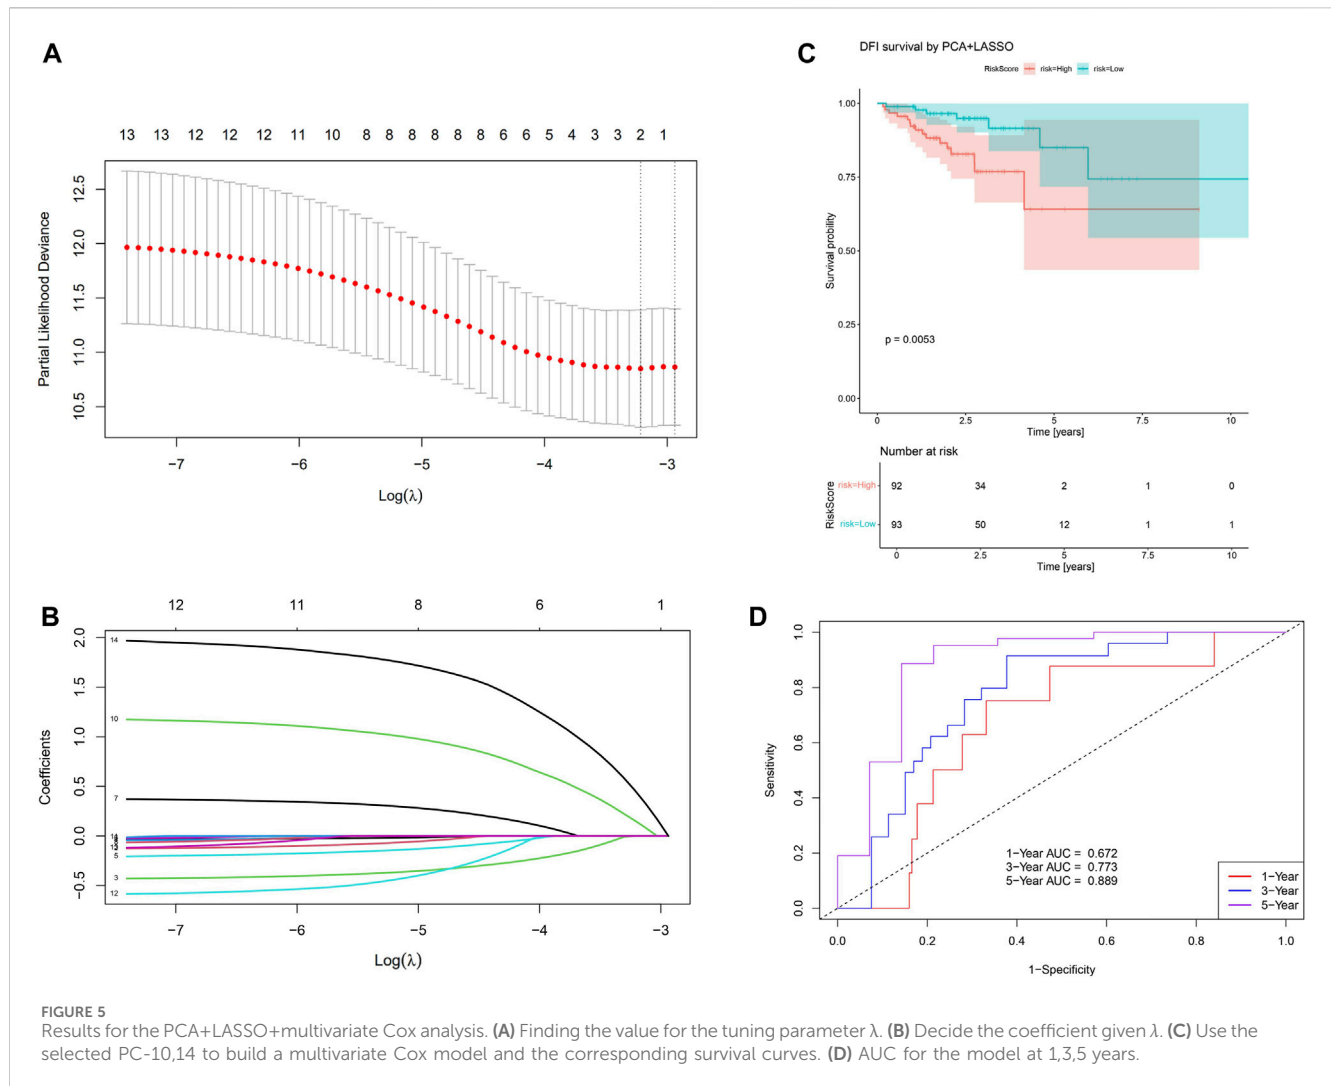 A
13 13 12 12 12 11 10 8 8 8 8 8 8 6 5 4 3 3 2 1
Partial Likelihood Deviance
12.5
12.0
11.5
11.0
10.5
−7 −6 −5 −4 −3
Log(λ)
B
12 11 8 6 1
Coefficients
2.0
1.5
1.0
0.5
0.0
−0.5
14
10
7
5
3
12
−7 −6 −5 −4 −3
Log(λ)
C
DFI survival by PCA+LASSO
RiskScore risk=High risk=Low
Survival probility
1.00
0.75
0.50
0.25
0.00
p = 0.0053
0 2.5 5 7.5 10
Time [years]
Number at risk
RiskScore
risk=High 92 34 2 1 0
risk=Low 93 50 12 1 1
0 2.5 5 7.5 10
Time [years]
D
Sensitivity
1.0
0.8
0.6
0.4
0.2
0.0
1−Year AUC = 0.672
3−Year AUC = 0.773
5−Year AUC = 0.889
1−Year
3−Year
5−Year
0.0 0.2 0.4 0.6 0.8 1.0
1−Specificity
FIGURE 5
Results for the PCA+LASSO+multivariate Cox analysis. (A) Finding the value for the tuning parameter λ. (B) Decide the coefficient given λ. (C) Use the
selected PC-10,14 to build a multivariate Cox model and the corresponding survival curves. (D) AUC for the model at 1,3,5 years.